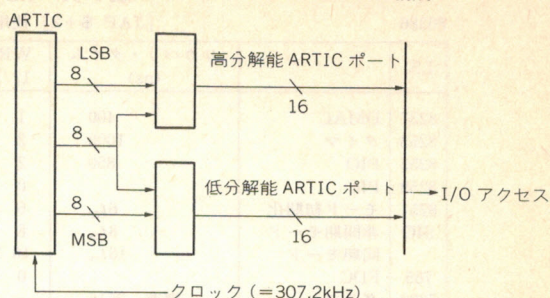 ARTIC
LSB
8
高分解能 ARTIC ポート
16
8
低分解能 ARTIC ポート
I/O アクセス
8
16
MSB
クロック (=307.2kHz)